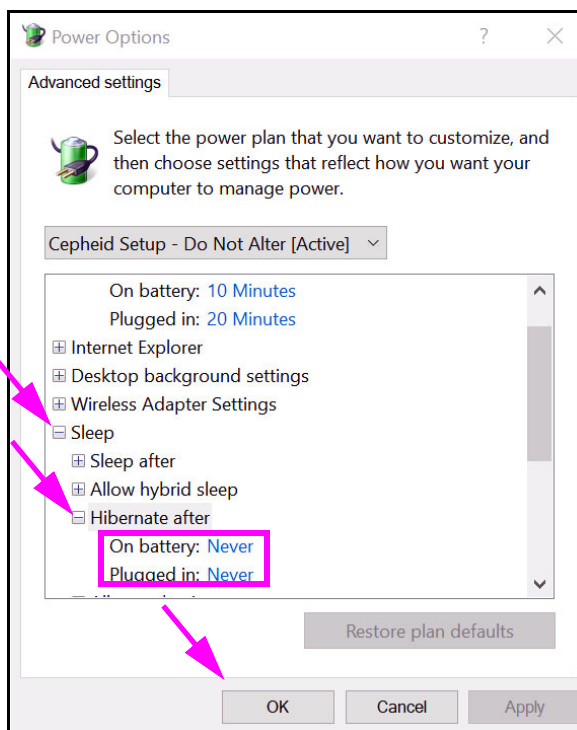 Power Options
Advanced settings
Select the power plan that you want to customize, and
then choose settings that reflect how you want your
computer to manage power.
Cepheid Setup - Do Not Alter [Active]
On battery: 10 Minutes
Plugged in: 20 Minutes
Internet Explorer
Desktop background settings
Wireless Adapter Settings
Sleep
Sleep after
Allow hybrid sleep
Hibernate after
On battery: Never
Plugged in: Never
Restore plan defaults
OK Cancel Apply